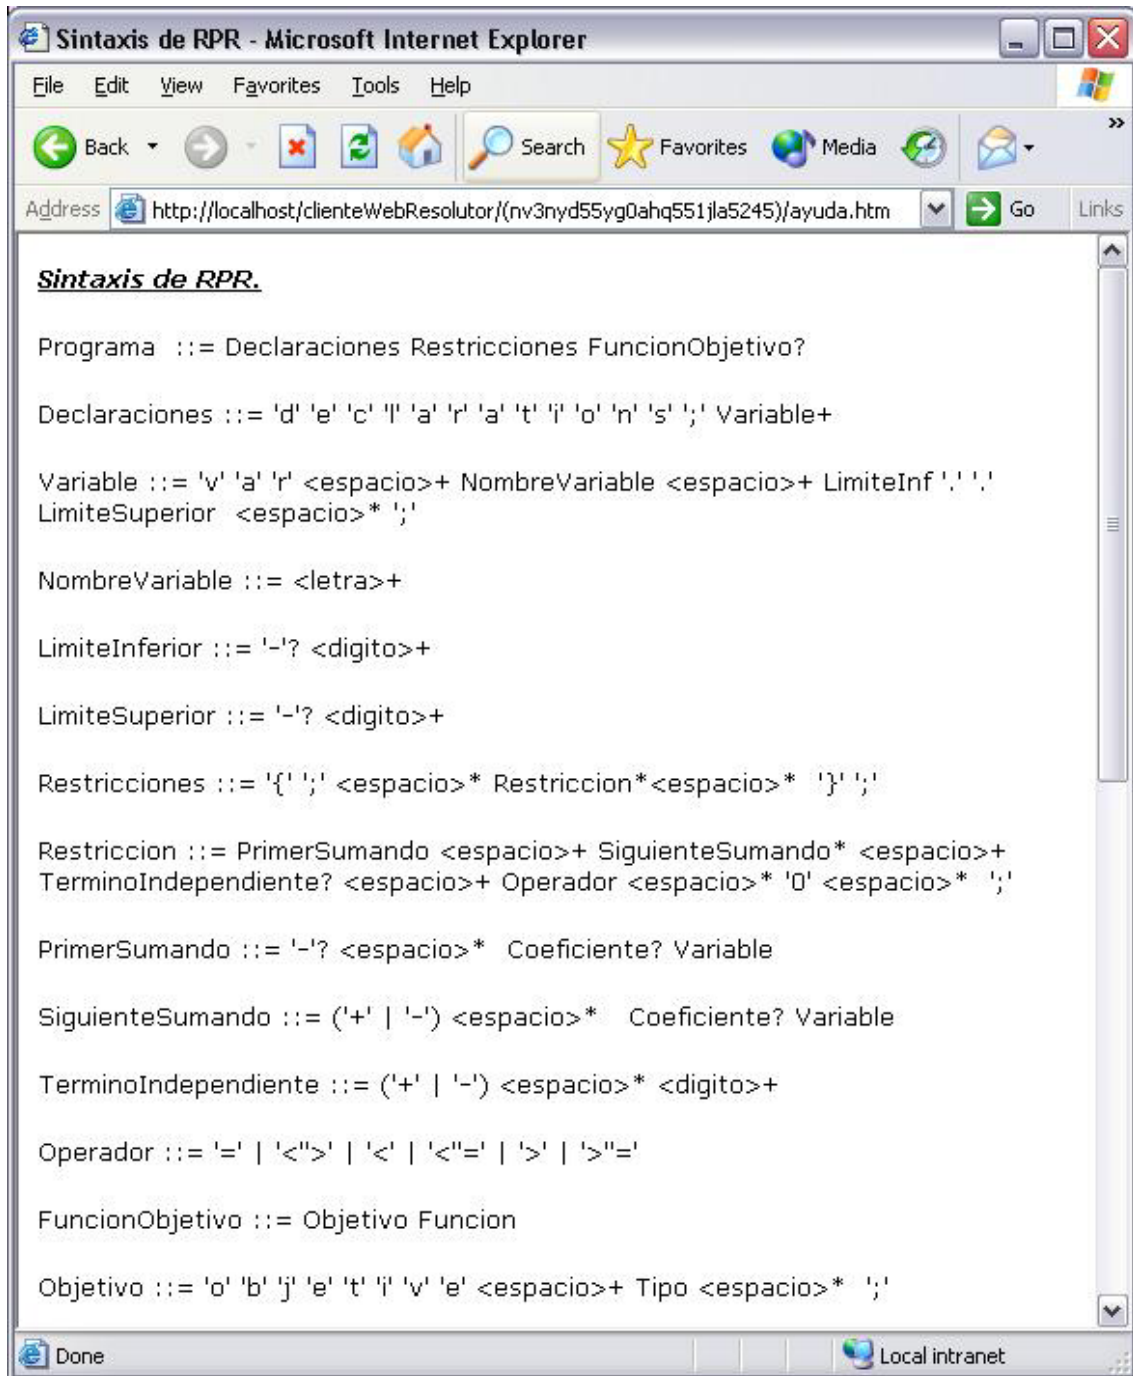 Sintaxis de RPR - Microsoft Internet Explorer
File Edit View Favorites Tools Help
Back Search Favorites Media »
Address http://localhost/clienteWebResolutor/(nv3nyd55yg0ahq551jla5245)/ayuda.htm Go Links
Sintaxis de RPR.
Programa ::= Declaraciones Restricciones FuncionObjetivo?
Declaraciones ::= 'd' 'e' 'c' 'l' 'a' 'r' 'a' 't' 'i' 'o' 'n' 's' ';' Variable+
Variable ::= 'v' 'a' 'r' <espacio>+ NombreVariable <espacio>+ LimiteInf '.' '.'
LimiteSuperior <espacio>* ';'
NombreVariable ::= <letra>+
LimiteInferior ::= '-'? <digito>+
LimiteSuperior ::= '-'? <digito>+
Restricciones ::= '{' ';' <espacio>* Restriccion*<espacio>* '}' ';'
Restriccion ::= PrimerSumando <espacio>+ SiguienteSumando* <espacio>+
TerminoIndependiente? <espacio>+ Operador <espacio>* '0' <espacio>* ';'
PrimerSumando ::= '-'? <espacio>* Coeficiente? Variable
SiguienteSumando ::= ('+' | '-') <espacio>* Coeficiente? Variable
TerminoIndependiente ::= ('+' | '-') <espacio>* <digito>+
Operador ::= '=' | '<''>' | '<' | '<''=' | '>' | '>''='
FuncionObjetivo ::= Objetivo Funcion
Objetivo ::= 'o' 'b' 'j' 'e' 't' 'i' 'v' 'e' <espacio>+ Tipo <espacio>* ';'
Done Local intranet